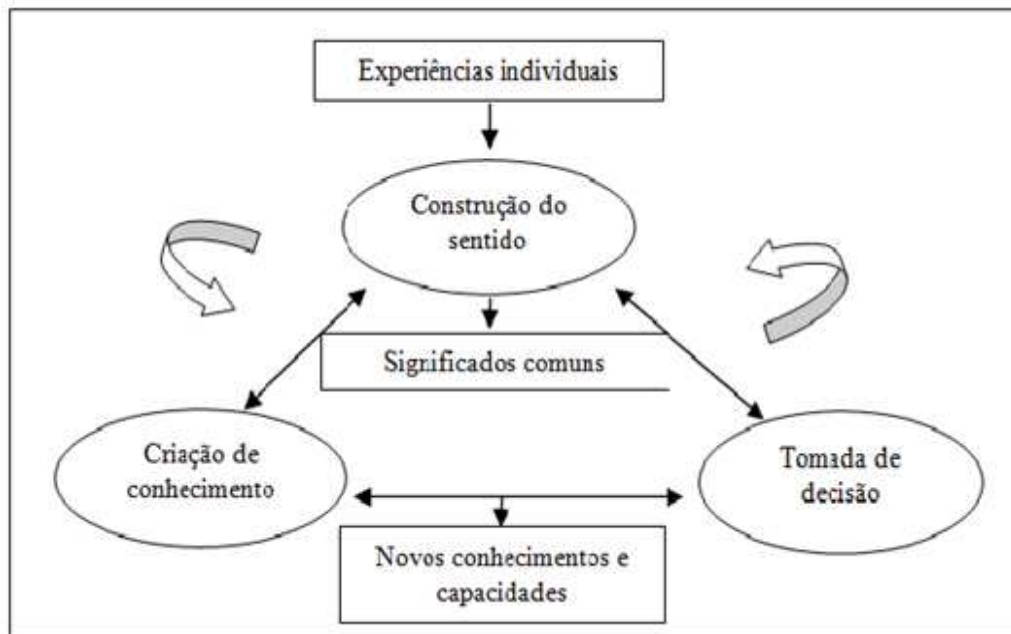 Experiências individuais
Construção do
sentido
Significados comuns
Criação de
conhecimento
Tomada de
decisão
Novos conhecimentos e
capacidades